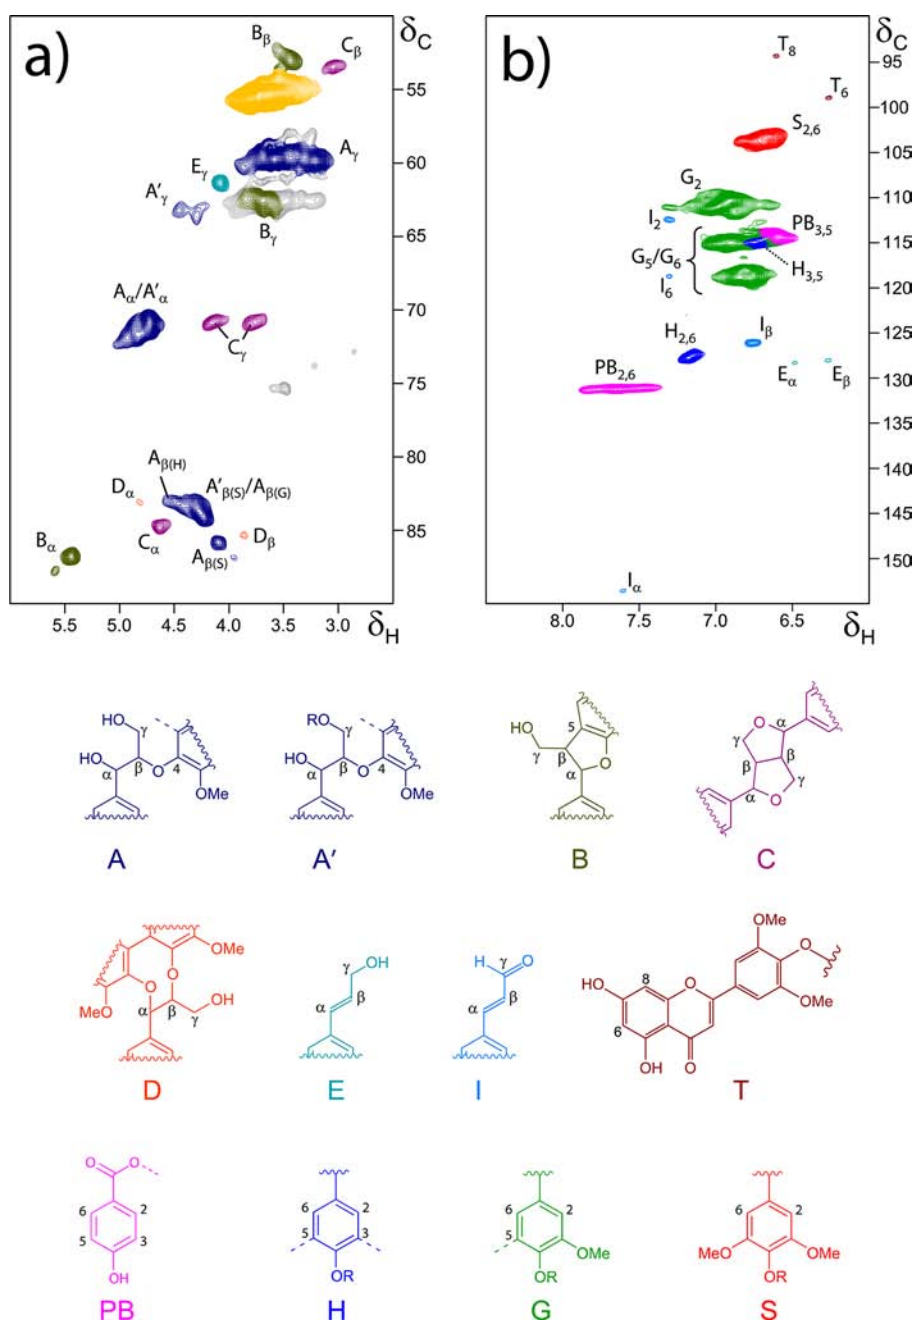 a)
δC
Bβ
Cβ
55
Aγ
Eγ
60
A'γ
Bγ
65
Aα/A'α
70
Cγ
75
80
Aβ(H)
Dα
A'β(S)/Aβ(G)
Cα
Dβ
85
Bα
Aβ(S)
5.5 5.0 4.5 4.0 3.5 3.0
δH
b)
δC
T8
95
T6
100
S2,6
105
G2
110
I2
PB3,5
115
G5/G6
H3,5
I6
120
H2,6
Iβ
125
PB2,6
Eα
Eβ
130
135
140
145
150
Iα
8.0 7.5 7.0 6.5
δH
HO γ
HO α β O 4
OMe
A
RO γ
HO α β O 4
OMe
A'
5
HO γ β α O
B
O α
γ β
β γ
α O
C
OMe
O
MeO O OH
α β γ
D
γ OH
α β
E
H γ O
α β
I
OMe
O
HO 8 O
OMe
6
OH O
T
O O
6 2
5 3
OH
PB
6 2
5 3
OR
H
6 2
5 OMe
OR
G
6 2
MeO OMe
OR
S